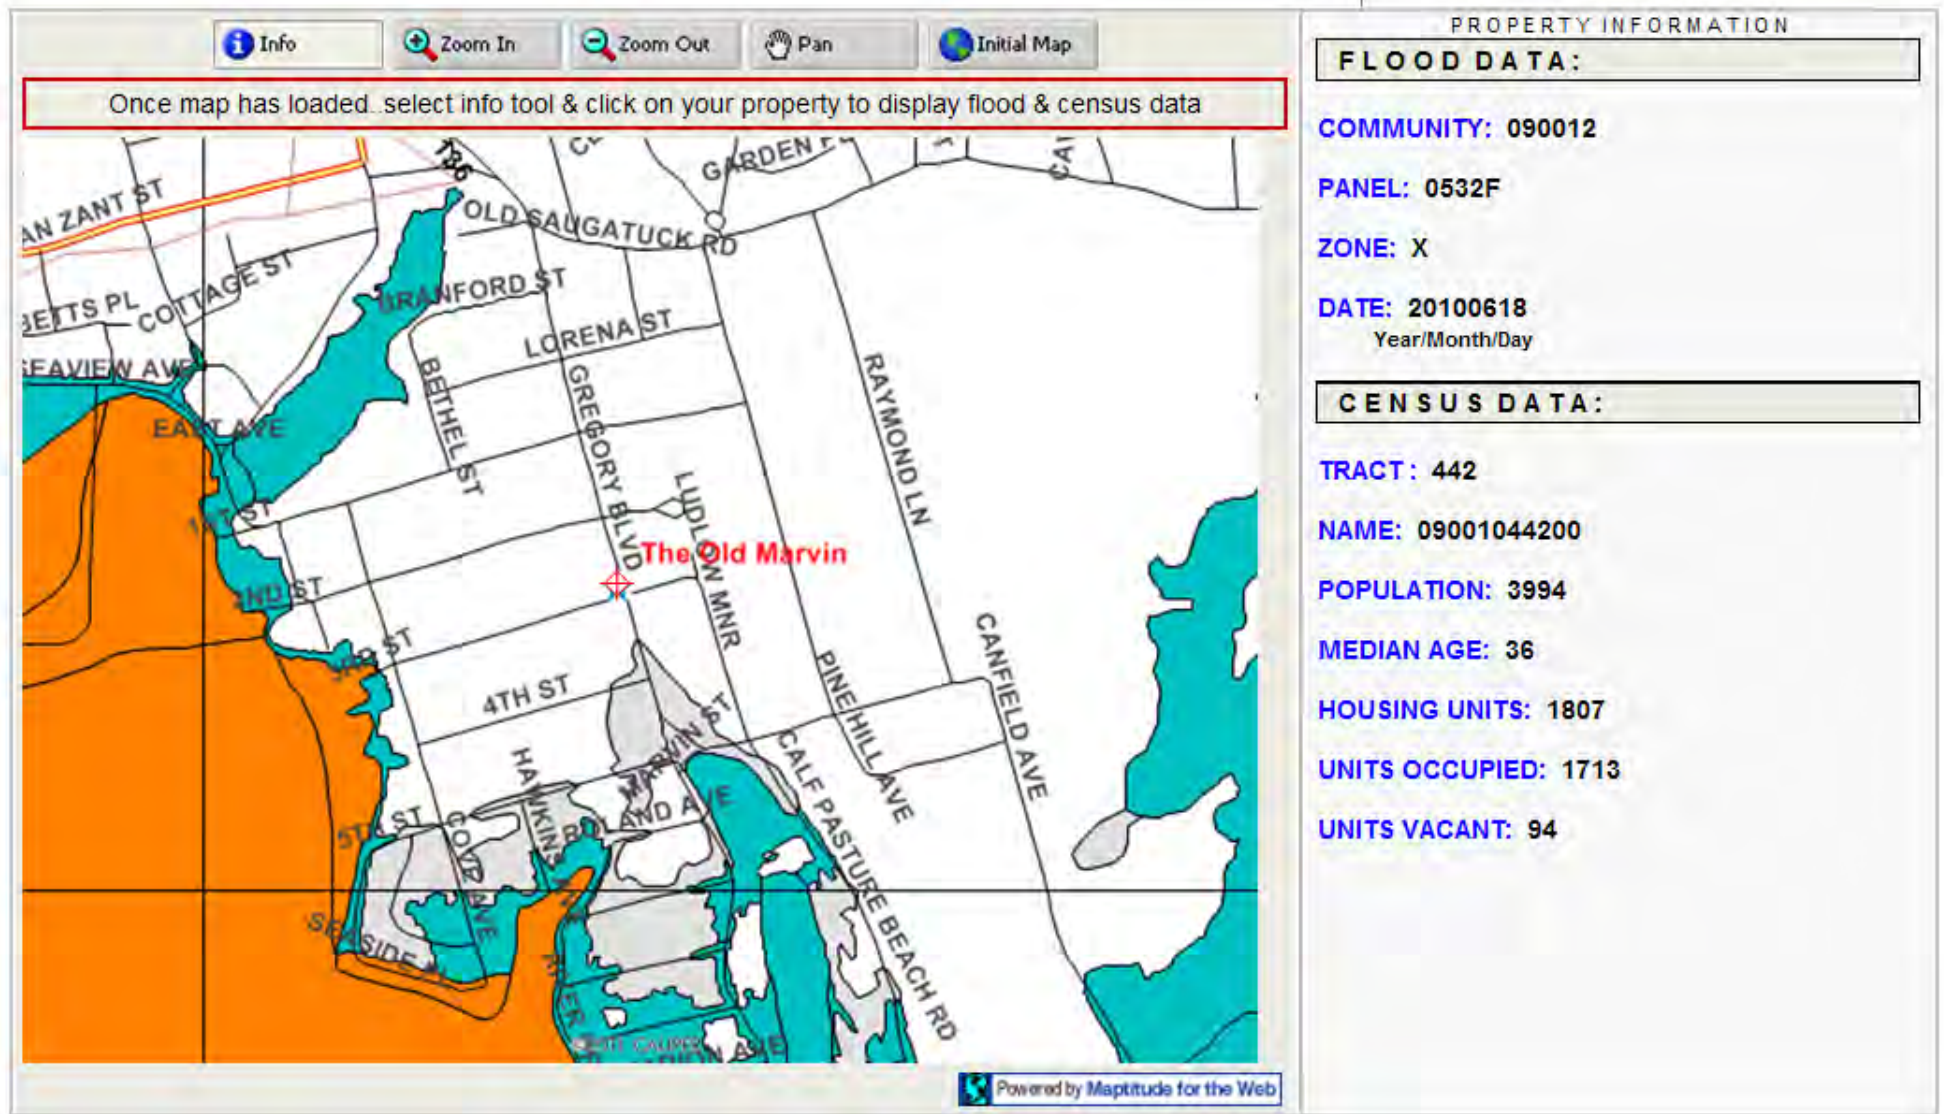 Info
Zoom In
Zoom Out
Pan
Initial Map
Once map has loaded..select info tool & click on your property to display flood & census data
136
GARDEN
AN ZANT ST
OLD SAUGATUCK RD
COTTAGE ST
BRANFORD ST
BETTS PL
LORENA ST
SEAVIEW AVE
BETHEL ST
GREGORY BLVD
RAYMOND LN
EAST AVE
LUDLOW MNR
1ST ST
The Old Marvin
2ND ST
3RD ST
CANFIELD AVE
PINE HILL AVE
4TH ST
MARVIN ST
HAWKINS AVE
CALF PASTURE BEACH RD
5TH ST
COVE AVE
SEASIDE PL
Powered by Maptitude for the Web
PROPERTY INFORMATION
FLOOD DATA:
COMMUNITY: 090012
PANEL: 0532F
ZONE: X
DATE: 20100618
Year/Month/Day
CENSUS DATA:
TRACT : 442
NAME: 09001044200
POPULATION: 3994
MEDIAN AGE: 36
HOUSING UNITS: 1807
UNITS OCCUPIED: 1713
UNITS VACANT: 94